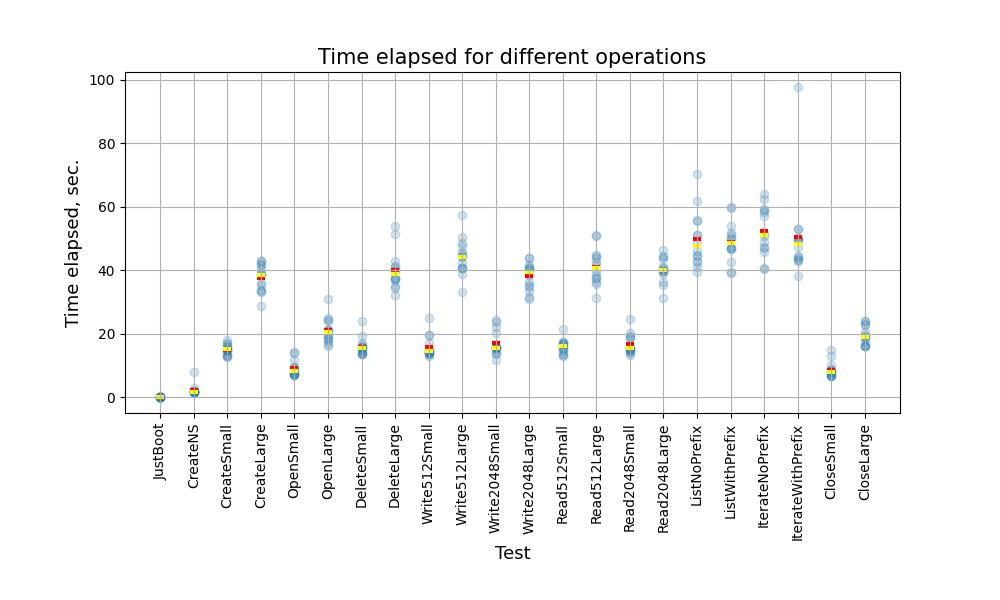 Time elapsed for different operations
Time elapsed, sec.
100
80
60
40
20
0
JustBoot
CreateNS
CreateSmall
CreateLarge
OpenSmall
OpenLarge
DeleteSmall
DeleteLarge
Write512Small
Write512Large
Write2048Small
Write2048Large
Read512Small
Read512Large
Read2048Small
Read2048Large
ListNoPrefix
ListWithPrefix
IterateNoPrefix
IterateWithPrefix
CloseSmall
CloseLarge
Test